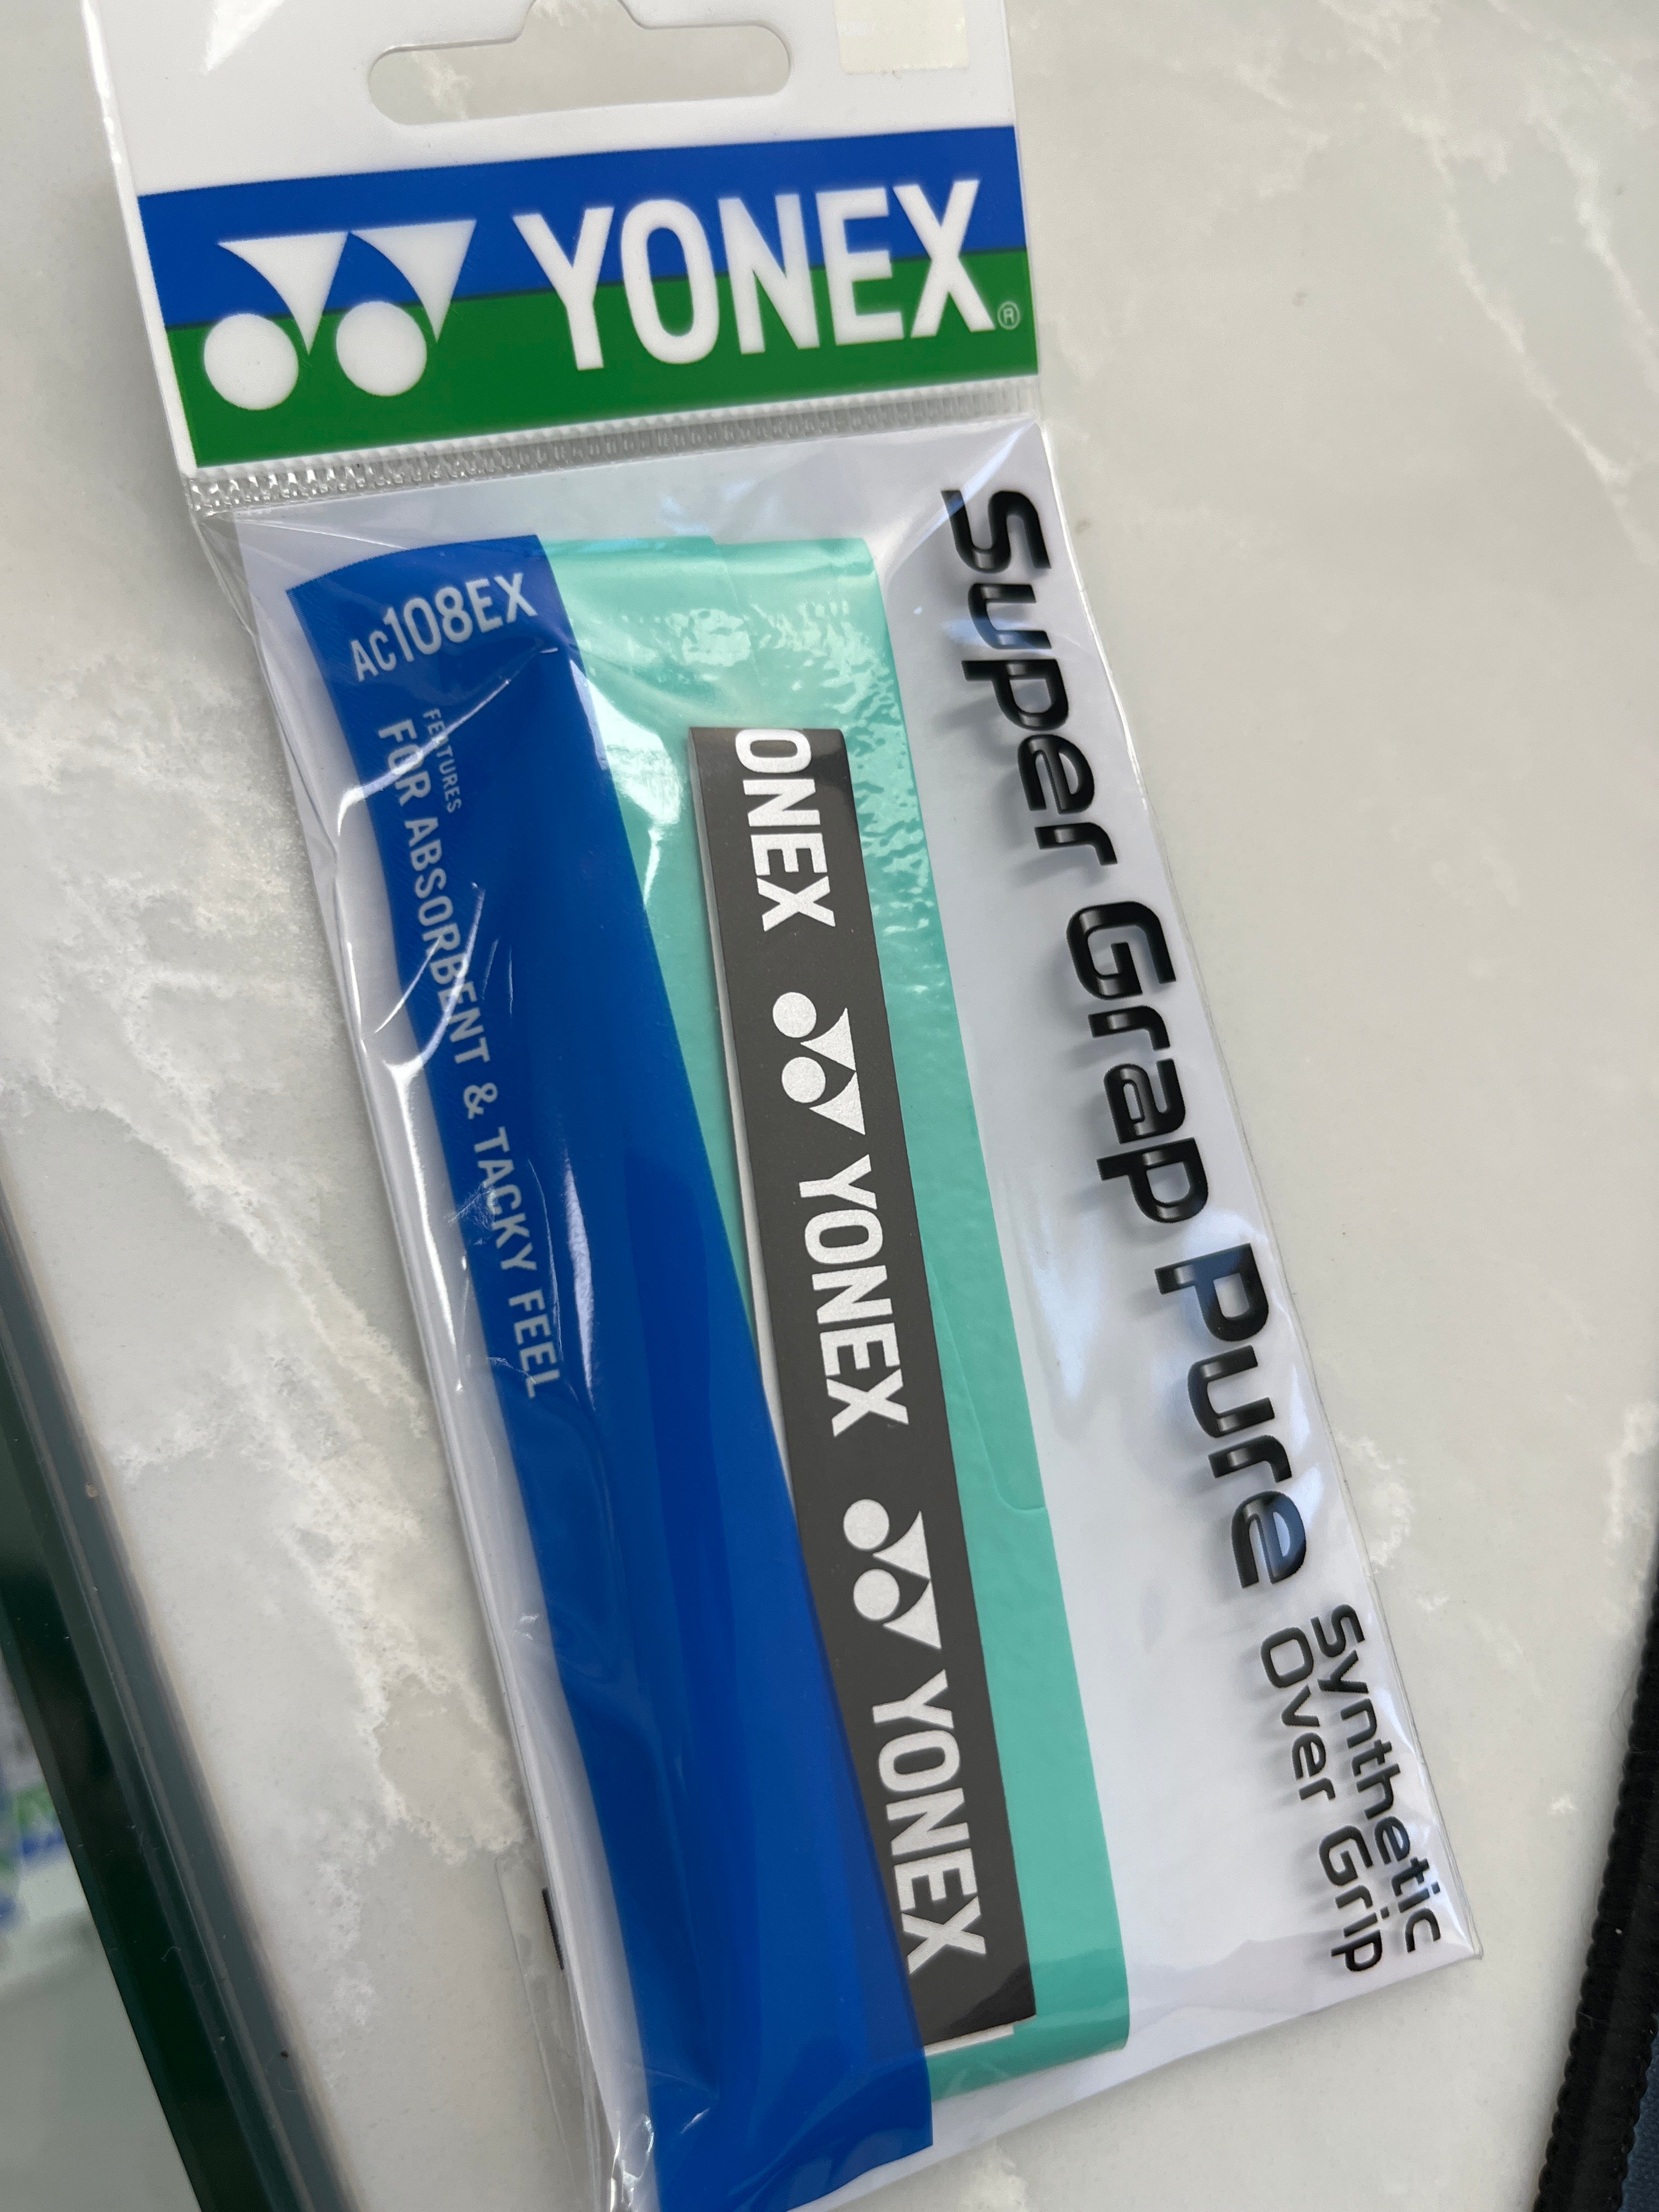 YONEX®
AC108EX
FEATURES
FOR ABSORBENT & TACKY FEEL
ONEX YONEX YONEX
Super Grap Pure
Synthetic
Over Grip